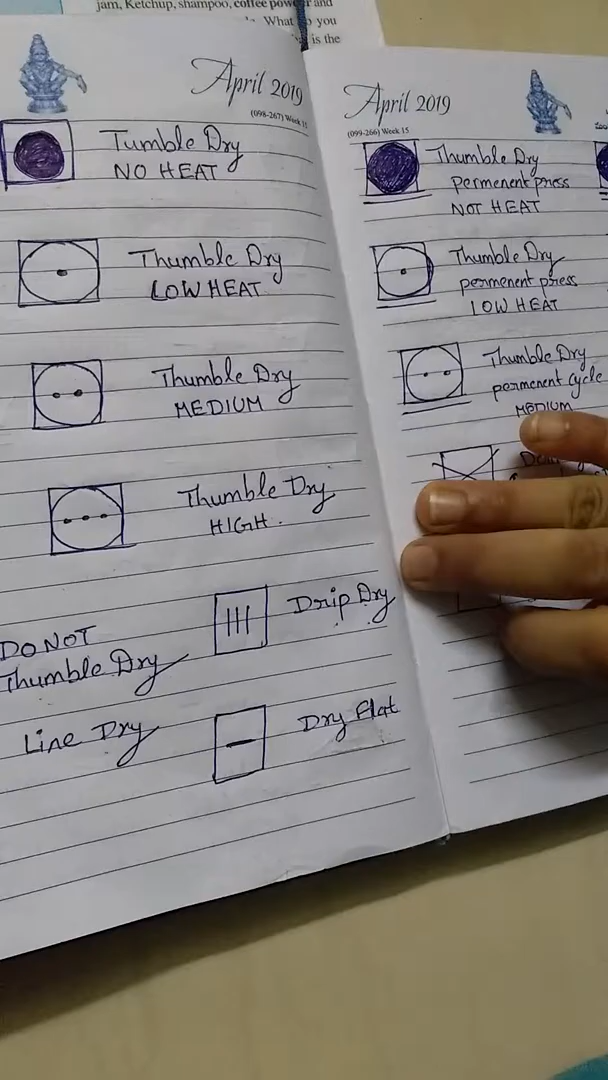 jam, Ketchup, shampoo, coffee powder and
What
you
is the
April 2019
(098-267) Week 15
Tumble Dry
NO HEAT
Thumble Dry
LOW HEAT
Thumble Dry
MEDIUM
Thumble Dry
HIGH.
DO NOT
Thumble Dry
Drip Dry
Line Dry
Dry Flat
April 2019
(099-266) Week 15
Thumble Dry
permenent press
NOT HEAT
Thumble Dry
permenent press
LOW HEAT
Thumble Dry
permenent cycle
MEDIUM